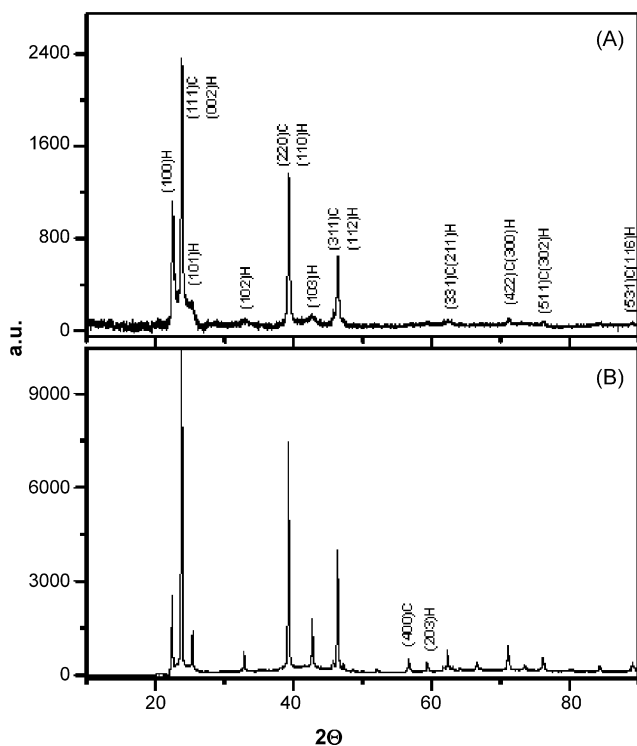 (A)
2400
1600
800
0
(100)H
(111)C
(002)H
(101)H
(102)H
(220)C
(110)H
(103)H
(311)C
(112)H
(331)C(211)H
(422)C(300)H
(511)C(302)H
(531)C(116)H
a.u.
(B)
9000
6000
3000
0
(400)C
(203)H
20
40
60
80
2Θ